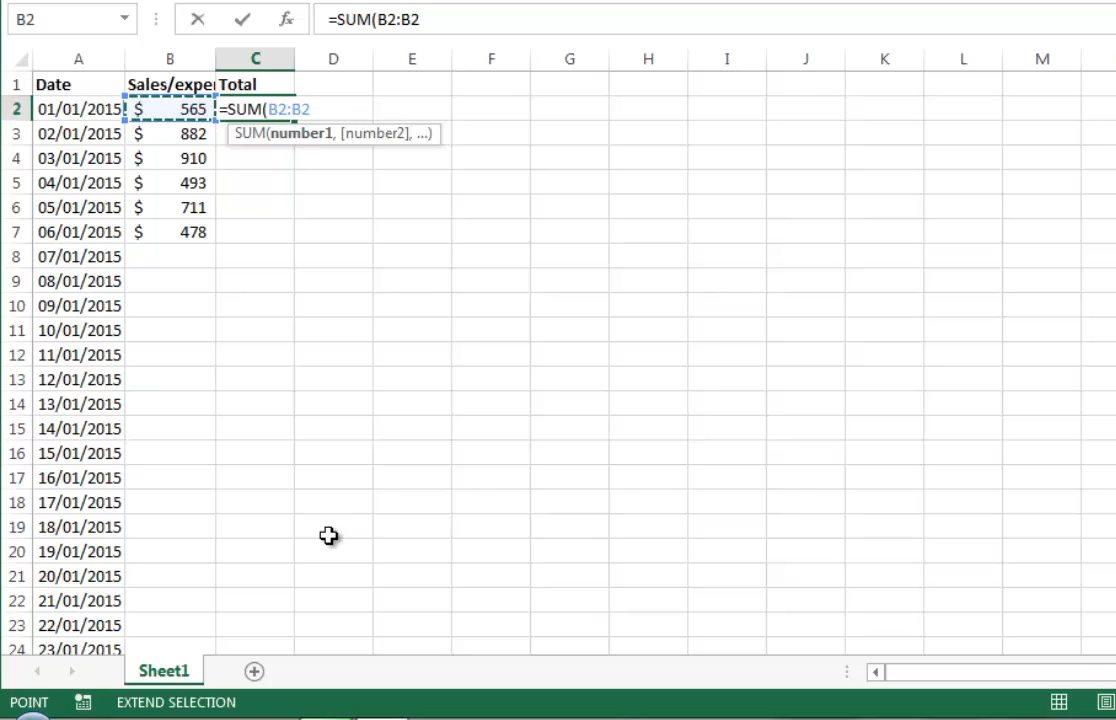 B2 =SUM(B2:B2
A B C D E F G H I J K L M
1 Date Sales/exper Total
2 01/01/2015 $ 565 =SUM(B2:B2
SUM(number1, [number2], ...)
3 02/01/2015 $ 882
4 03/01/2015 $ 910
5 04/01/2015 $ 493
6 05/01/2015 $ 711
7 06/01/2015 $ 478
8 07/01/2015
9 08/01/2015
10 09/01/2015
11 10/01/2015
12 11/01/2015
13 12/01/2015
14 13/01/2015
15 14/01/2015
16 15/01/2015
17 16/01/2015
18 17/01/2015
19 18/01/2015
20 19/01/2015
21 20/01/2015
22 21/01/2015
23 22/01/2015
24 23/01/2015
Sheet1
POINT EXTEND SELECTION